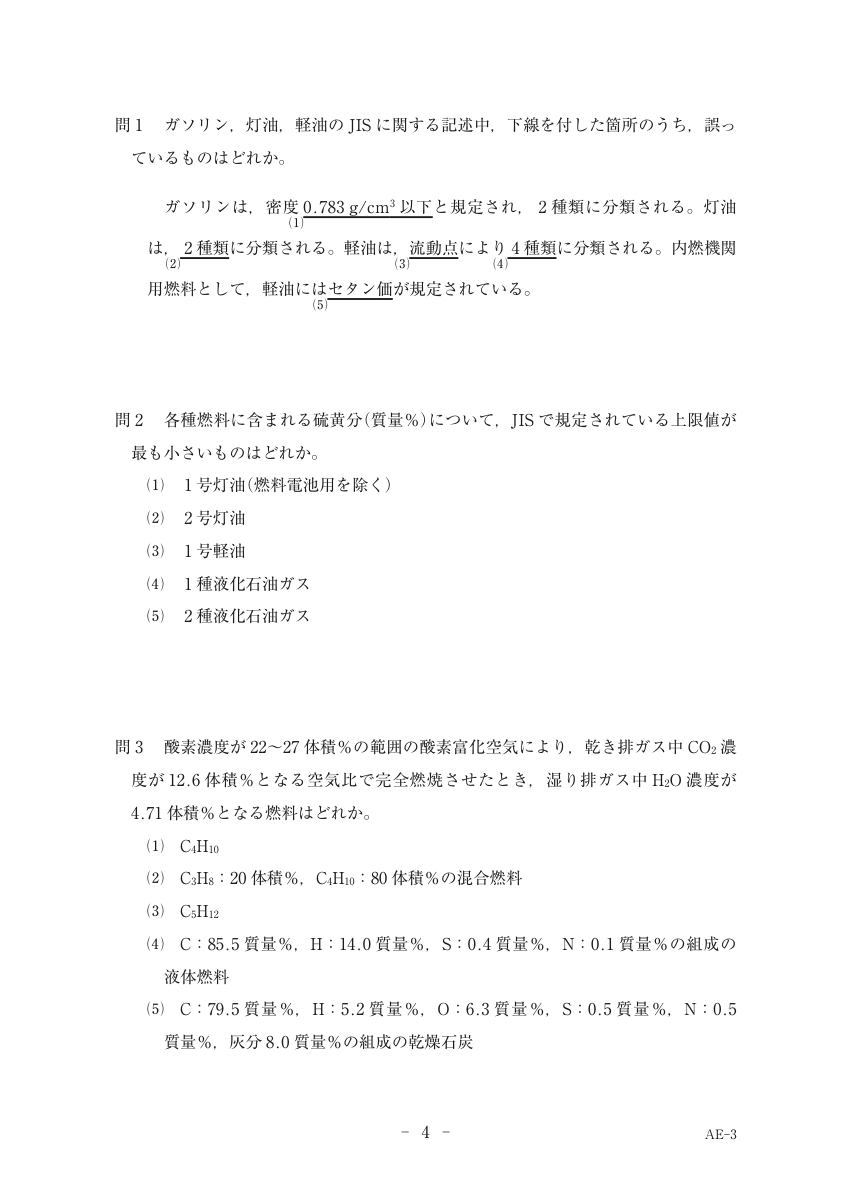 問1　ガソリン，灯油，軽油の JIS に関する記述中，下線を付した箇所のうち，誤っ
ているものはどれか。
ガソリンは，密度 0.783 g/cm³ 以下と規定され，2 種類に分類される。灯油
(1)
は，2 種類に分類される。軽油は，流動点により 4 種類に分類される。内燃機関
(2) (3) (4)
用燃料として，軽油にはセタン価が規定されている。
(5)
問2　各種燃料に含まれる硫黄分(質量％)について，JIS で規定されている上限値が
最も小さいものはどれか。
(1)　1 号灯油(燃料電池用を除く)
(2)　2 号灯油
(3)　1 号軽油
(4)　1 種液化石油ガス
(5)　2 種液化石油ガス
問3　酸素濃度が 22～27 体積％の範囲の酸素富化空気により，乾き排ガス中 CO₂ 濃
度が 12.6 体積％となる空気比で完全燃焼させたとき，湿り排ガス中 H₂O 濃度が
4.71 体積％となる燃料はどれか。
(1)　C₄H₁₀
(2)　C₃H₈：20 体積％，C₄H₁₀：80 体積％の混合燃料
(3)　C₅H₁₂
(4)　C：85.5 質量％，H：14.0 質量％，S：0.4 質量％，N：0.1 質量％の組成の
液体燃料
(5)　C：79.5 質量％，H：5.2 質量％，O：6.3 質量％，S：0.5 質量％，N：0.5
質量％，灰分 8.0 質量％の組成の乾燥石炭
－ 4 －
AE–3